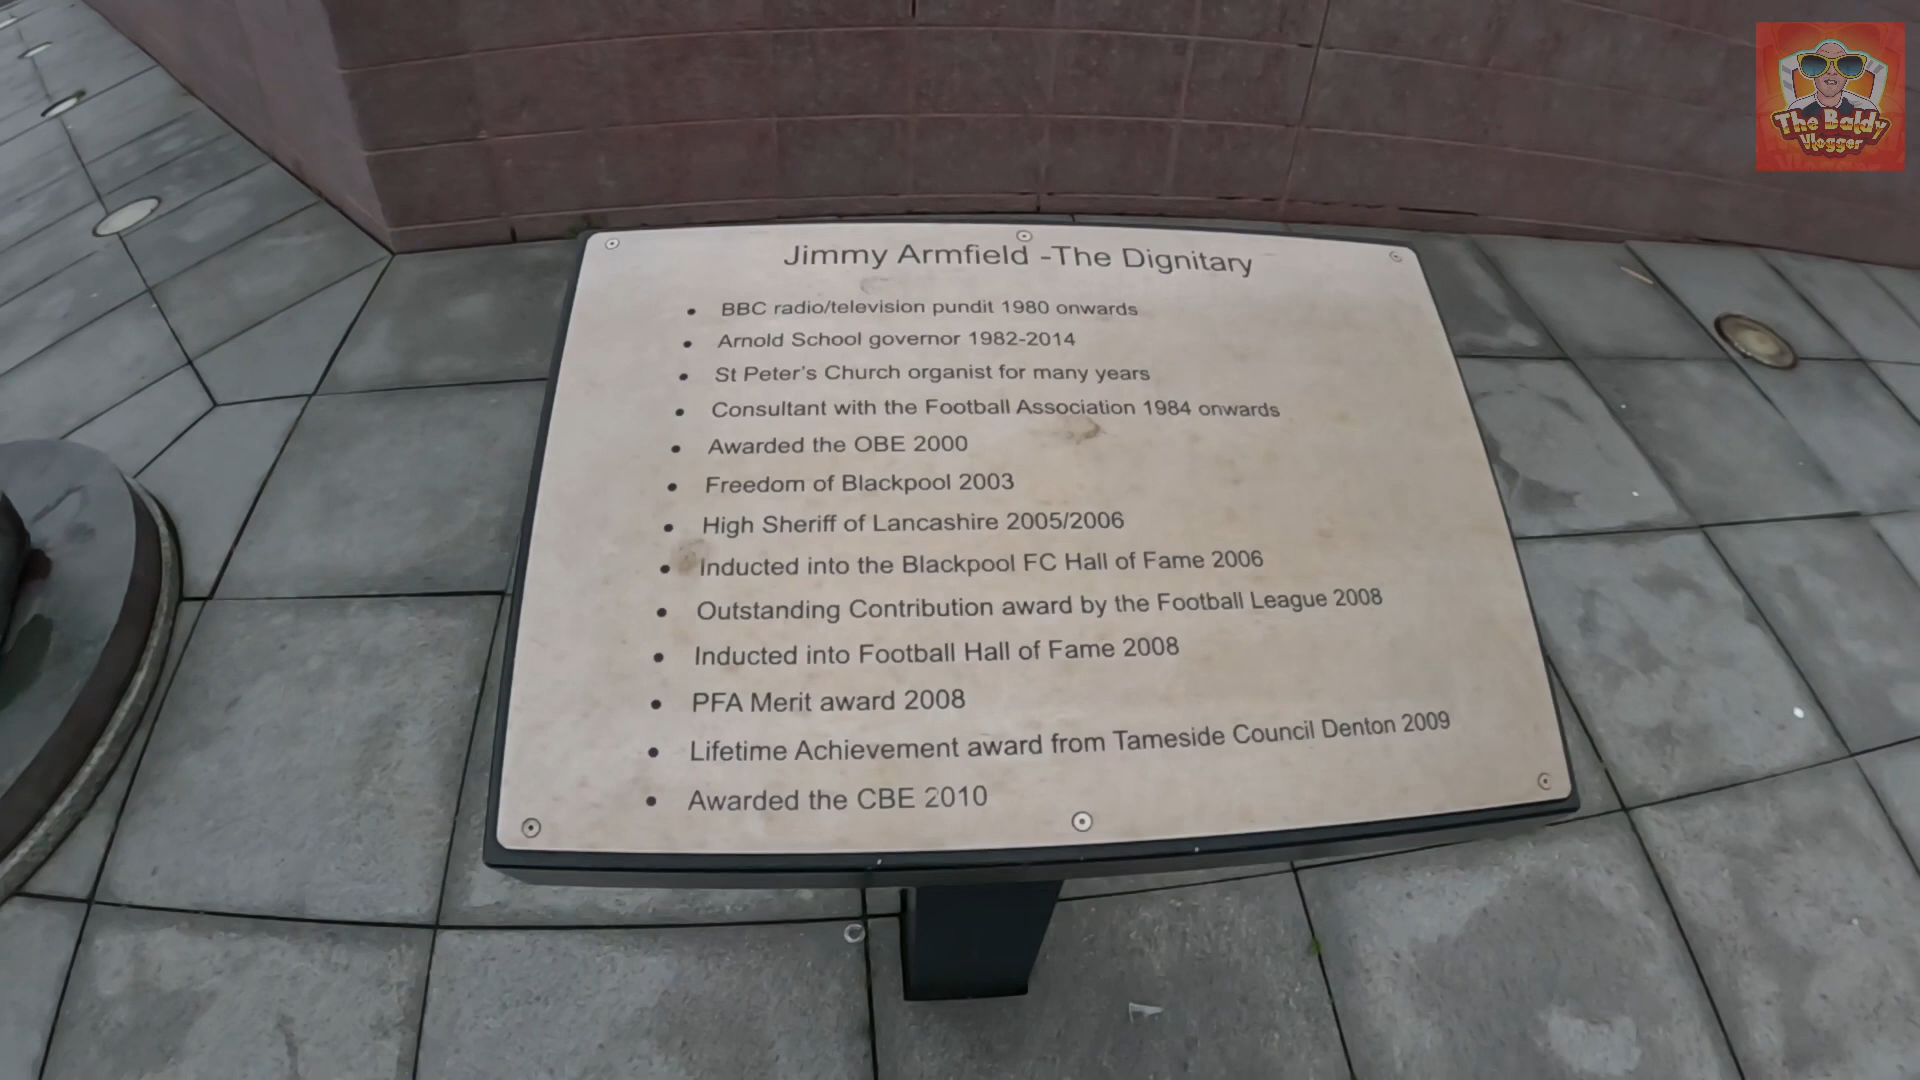 The Baldy
Vlogger
Jimmy Armfield -The Dignitary
• BBC radio/television pundit 1980 onwards
• Arnold School governor 1982-2014
• St Peter's Church organist for many years
• Consultant with the Football Association 1984 onwards
• Awarded the OBE 2000
• Freedom of Blackpool 2003
• High Sheriff of Lancashire 2005/2006
• Inducted into the Blackpool FC Hall of Fame 2006
• Outstanding Contribution award by the Football League 2008
• Inducted into Football Hall of Fame 2008
• PFA Merit award 2008
• Lifetime Achievement award from Tameside Council Denton 2009
• Awarded the CBE 2010